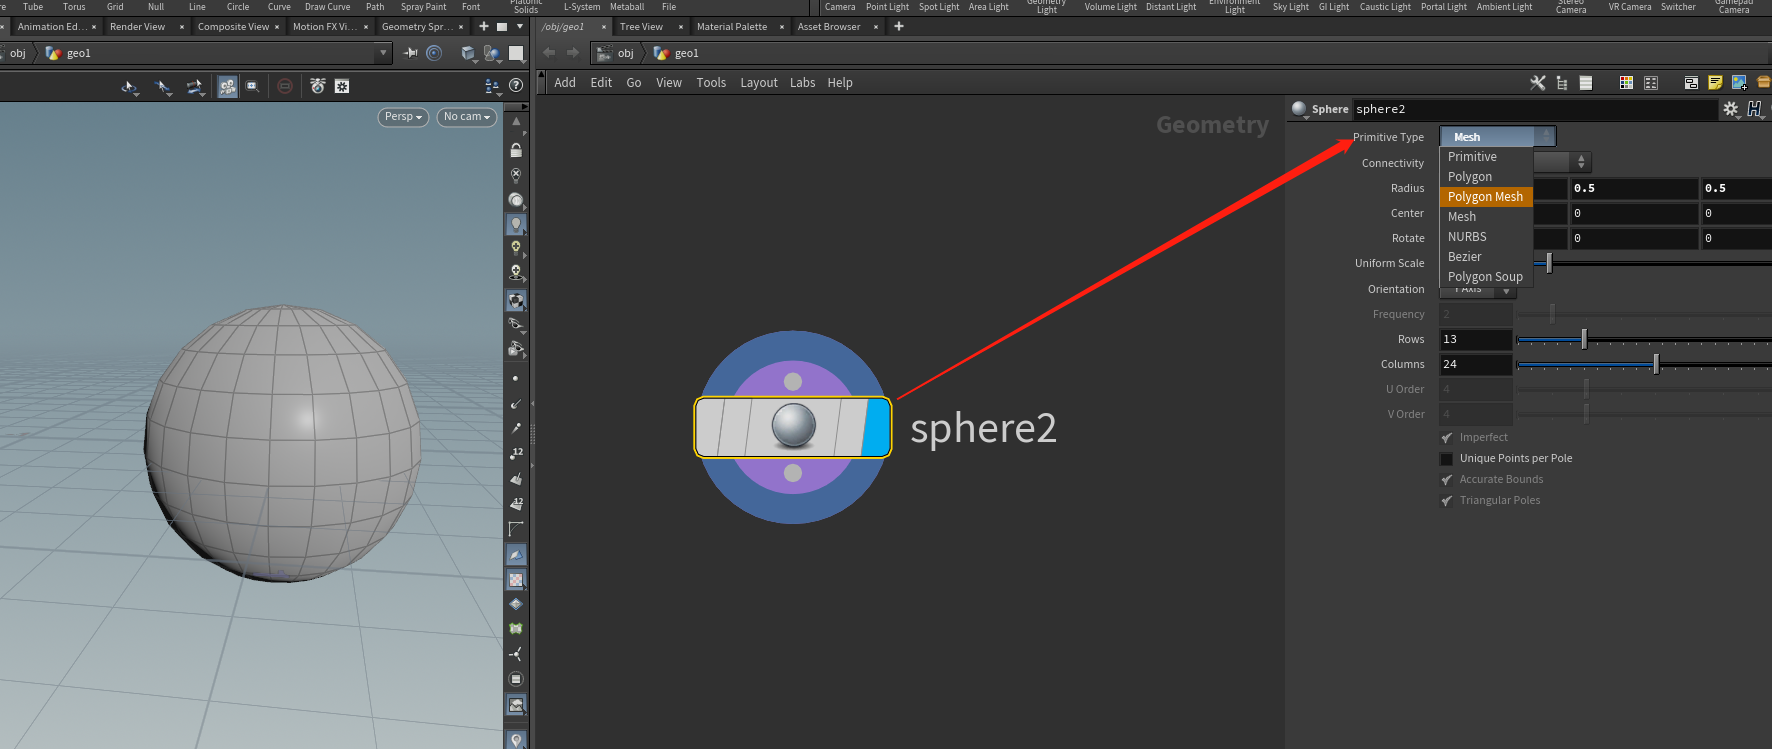 Tube Torus Grid Null Line Circle Curve Draw Curve Path Spray Paint Font Platonic Solids L-System Metaball File
Camera Point Light Spot Light Area Light Geometry Light Volume Light Distant Light Environment Light Sky Light GI Light Caustic Light Portal Light Ambient Light Stereo Camera VR Camera Switcher Gamepad Camera
Animation Ed... × Render View × Composite View × Motion FX Vi... × Geometry Spr... ×
/obj/geo1 × Tree View × Material Palette × Asset Browser ×
obj geo1
obj geo1
Add Edit Go View Tools Layout Labs Help
Persp
No cam
12
12
Geometry
sphere2
Sphere sphere2
Primitive Type Mesh
Primitive
Polygon
Polygon Mesh
Mesh
NURBS
Bezier
Polygon Soup
Connectivity
Radius 0.5 0.5
Center 0 0
Rotate 0 0
Uniform Scale
Orientation Y Axis
Frequency 2
Rows 13
Columns 24
U Order 4
V Order 4
Imperfect
Unique Points per Pole
Accurate Bounds
Triangular Poles